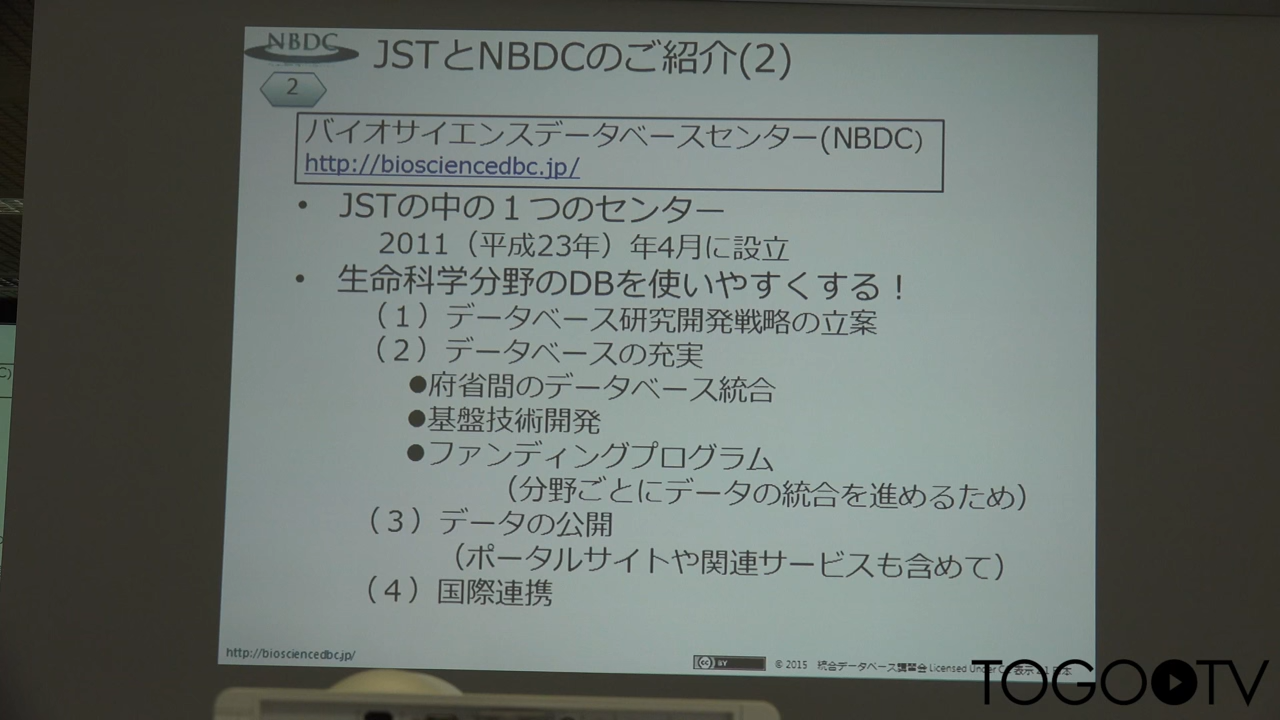 NBDC
JSTとNBDCのご紹介(2)
2
バイオサイエンスデータベースセンター(NBDC)
http://biosciencedbc.jp/
• JSTの中の１つのセンター
2011（平成23年）年4月に設立
• 生命科学分野のDBを使いやすくする！
（１）データベース研究開発戦略の立案
（２）データベースの充実
●府省間のデータベース統合
●基盤技術開発
●ファンディングプログラム
（分野ごとにデータの統合を進めるため）
（３）データの公開
（ポータルサイトや関連サービスも含めて）
（４）国際連携
http://biosciencedbc.jp/
cc BY
© 2015 統合データベース講習会 Licensed Under
TOGOTV